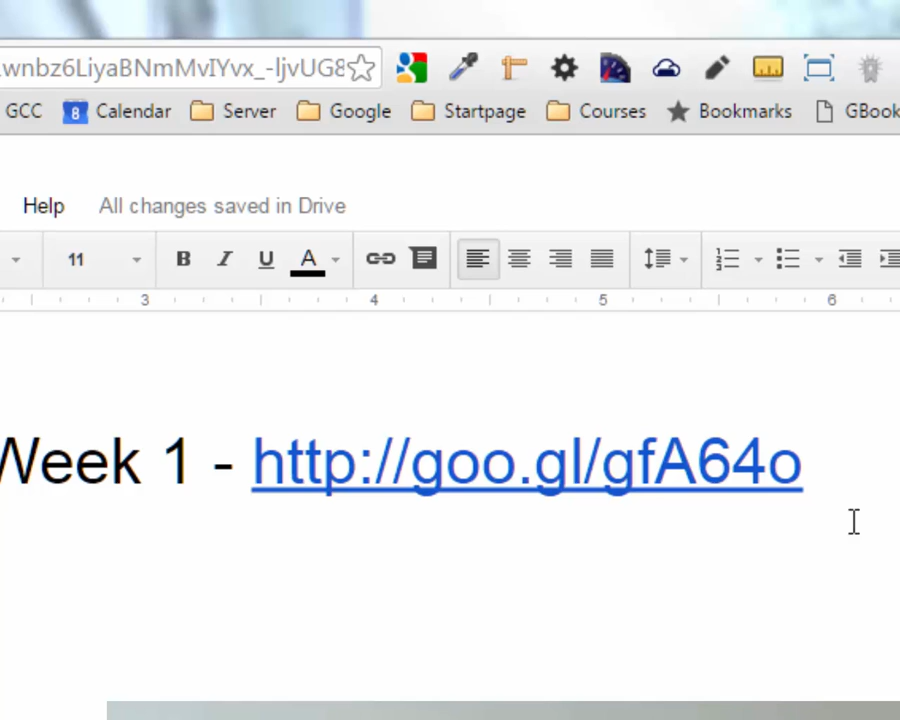 wnbz6LiyaBNmMvIYvx_-ljvUG8
GCC 8 Calendar Server Google Startpage Courses Bookmarks GBook
Help All changes saved in Drive
11 B I U A
3 4 5 6
Week 1 - http://goo.gl/gfA64o